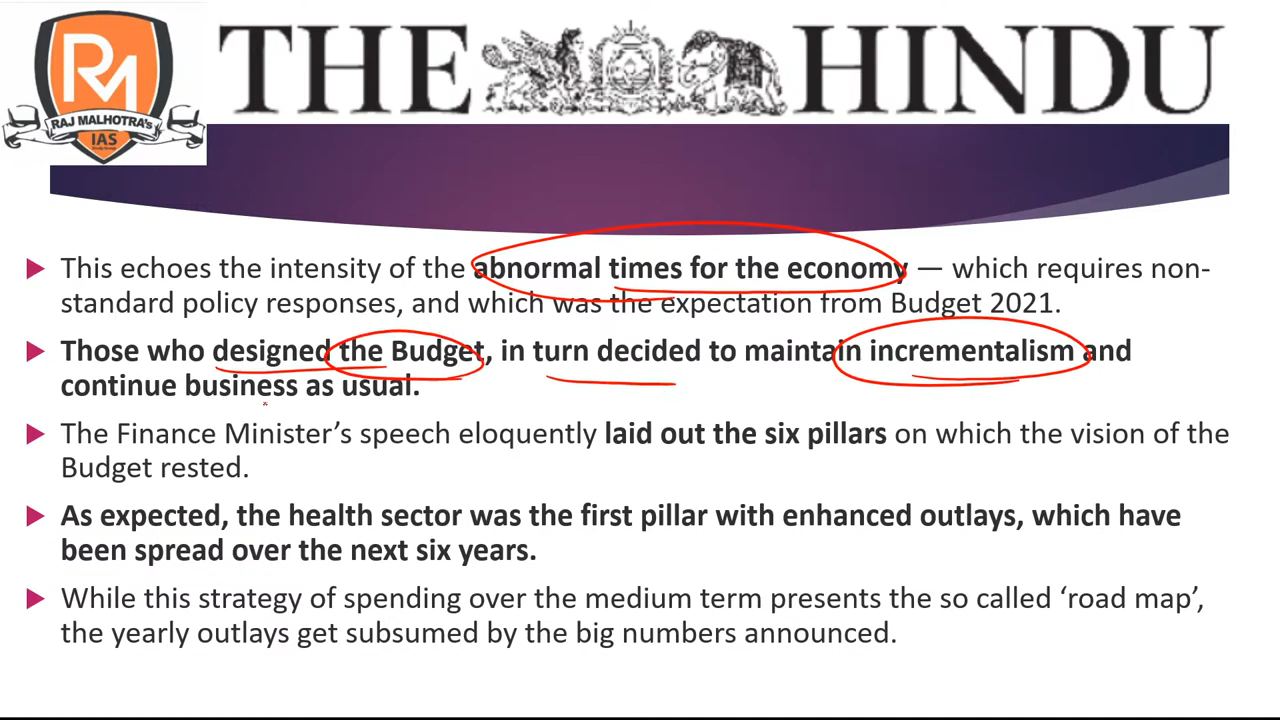 RM
RAJ MALHOTRA'S
IAS
THE HINDU
This echoes the intensity of the abnormal times for the economy — which requires non-
standard policy responses, and which was the expectation from Budget 2021.
Those who designed the Budget, in turn decided to maintain incrementalism and
continue business as usual.
The Finance Minister's speech eloquently laid out the six pillars on which the vision of the
Budget rested.
As expected, the health sector was the first pillar with enhanced outlays, which have
been spread over the next six years.
While this strategy of spending over the medium term presents the so called ‘road map’,
the yearly outlays get subsumed by the big numbers announced.